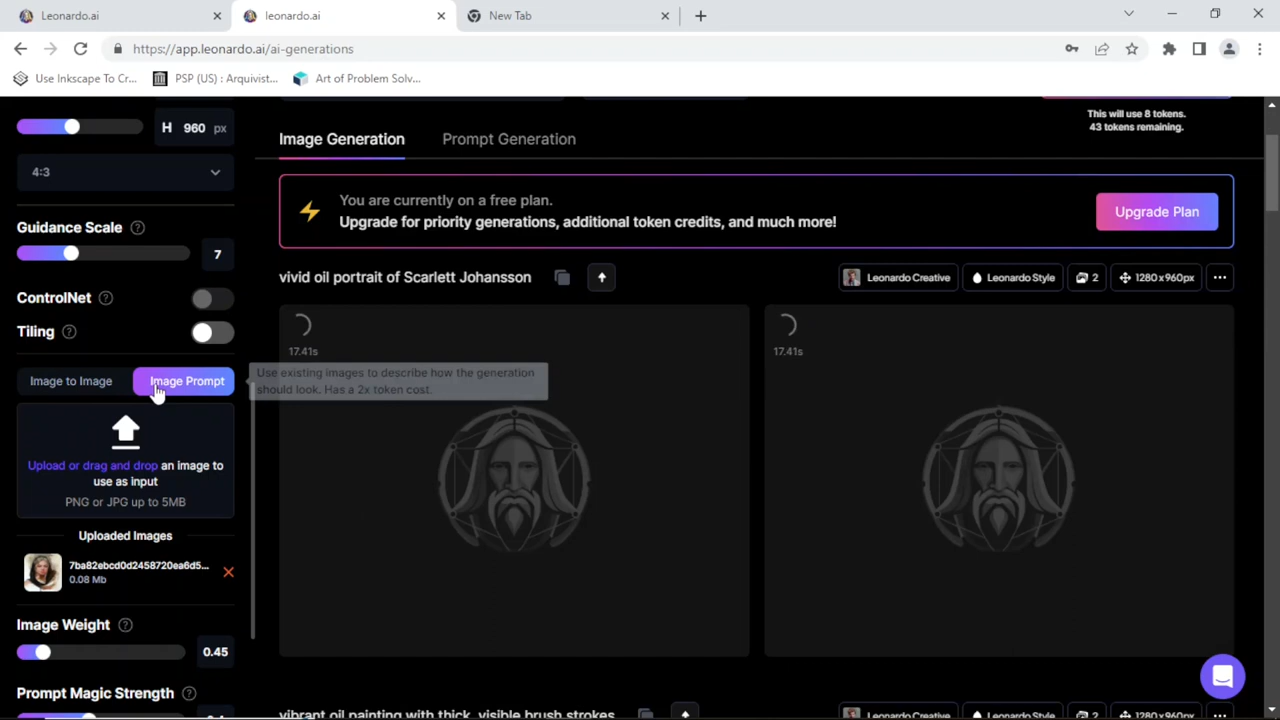 Leonardo.ai
leonardo.ai
New Tab
https://app.leonardo.ai/ai-generations
Use Inkscape To Cr...
PSP (US) : Arquivist...
Art of Problem Solv...
H 960 px
4:3
Guidance Scale
7
ControlNet
Tiling
Image to Image
Image Prompt
Upload or drag and drop an image to
use as input
PNG or JPG up to 5MB
Uploaded Images
7ba82ebcd0d2458720ea6d5...
0.08 Mb
Image Weight
0.45
Prompt Magic Strength
This will use 8 tokens.
43 tokens remaining.
Image Generation
Prompt Generation
You are currently on a free plan.
Upgrade for priority generations, additional token credits, and much more!
Upgrade Plan
vivid oil portrait of Scarlett Johansson
Leonardo Creative
Leonardo Style
2
1280x960px
17.41s
17.41s
Use existing images to describe how the generation
should look. Has a 2x token cost.
vibrant oil painting with thick, visible brush strokes
Leonardo Creative
Leonardo Style
2
1280x960px